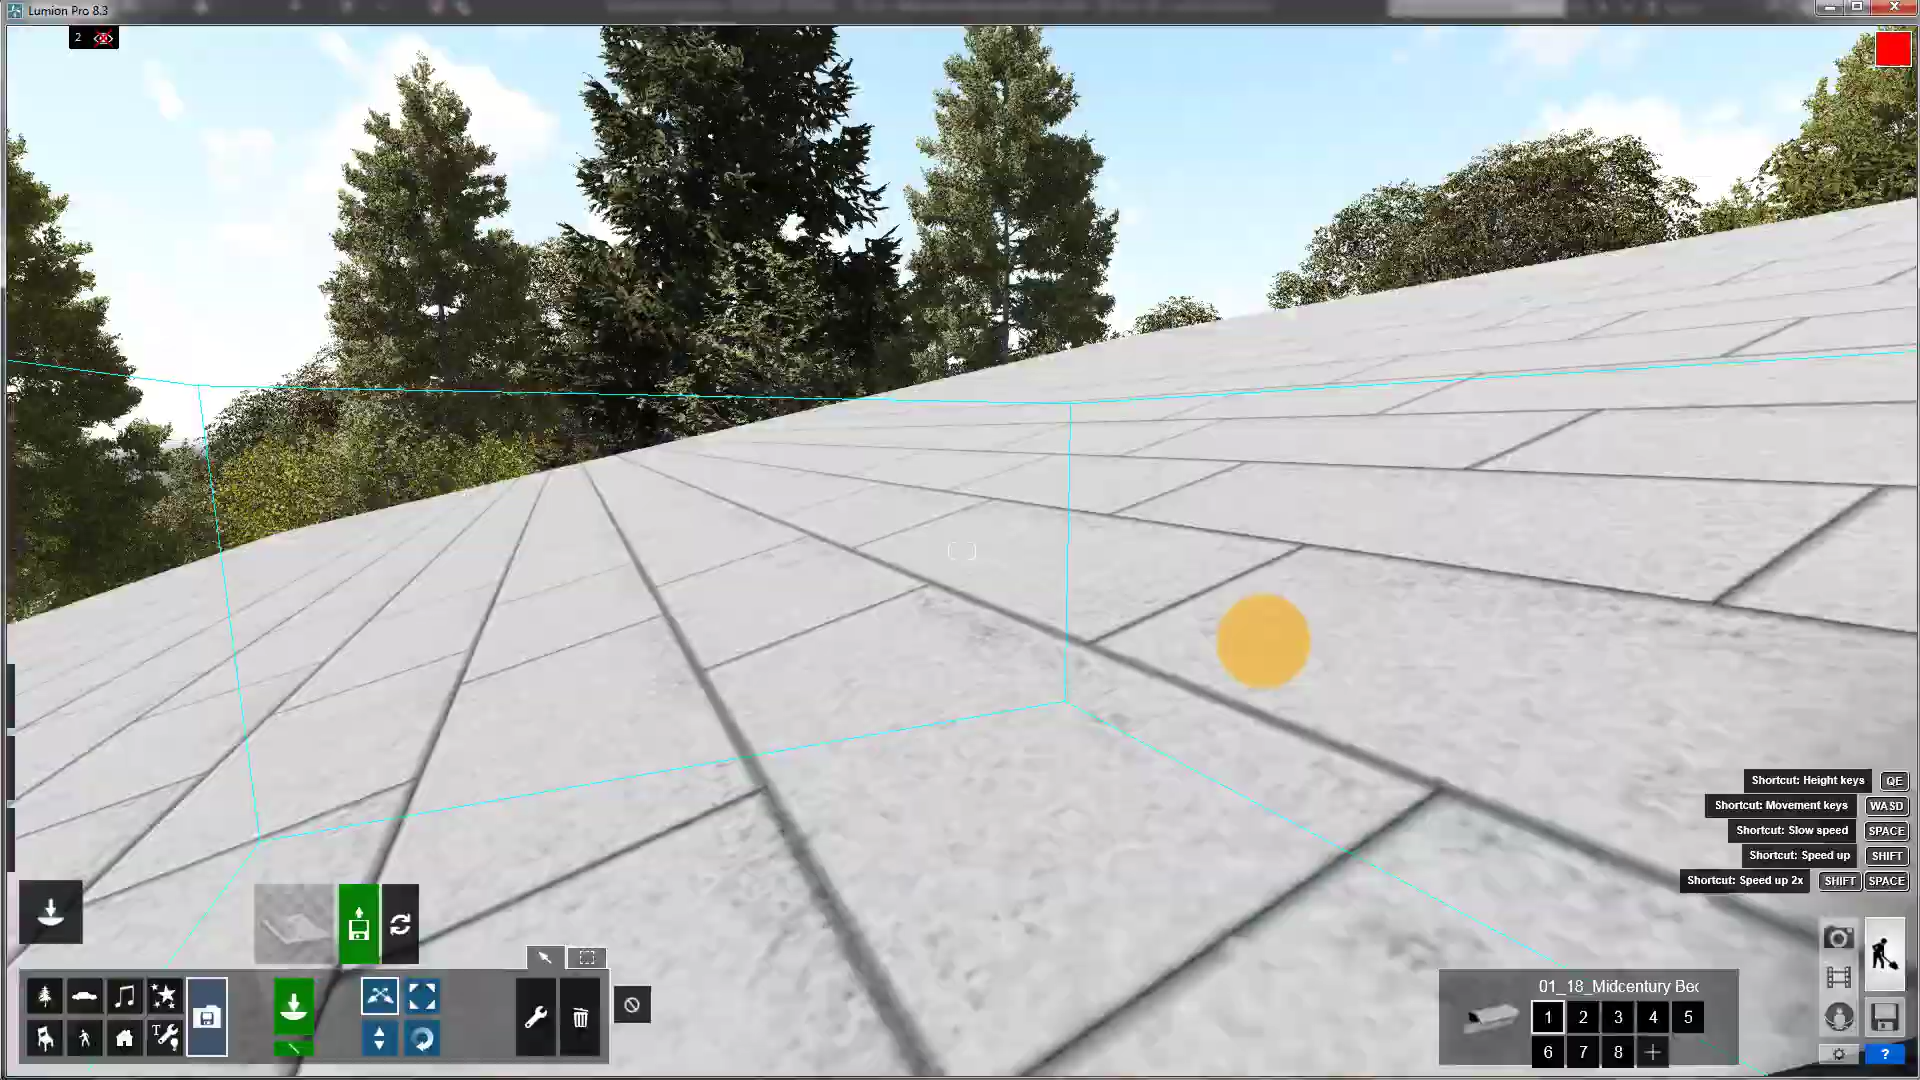 Lumion Pro 8.3
2
Shortcut: Height keys QE
Shortcut: Movement keys WASD
Shortcut: Slow speed SPACE
Shortcut: Speed up SHIFT
Shortcut: Speed up 2x SHIFT SPACE
01_18_Midcentury Bec
1 2 3 4 5
6 7 8 +
T
?